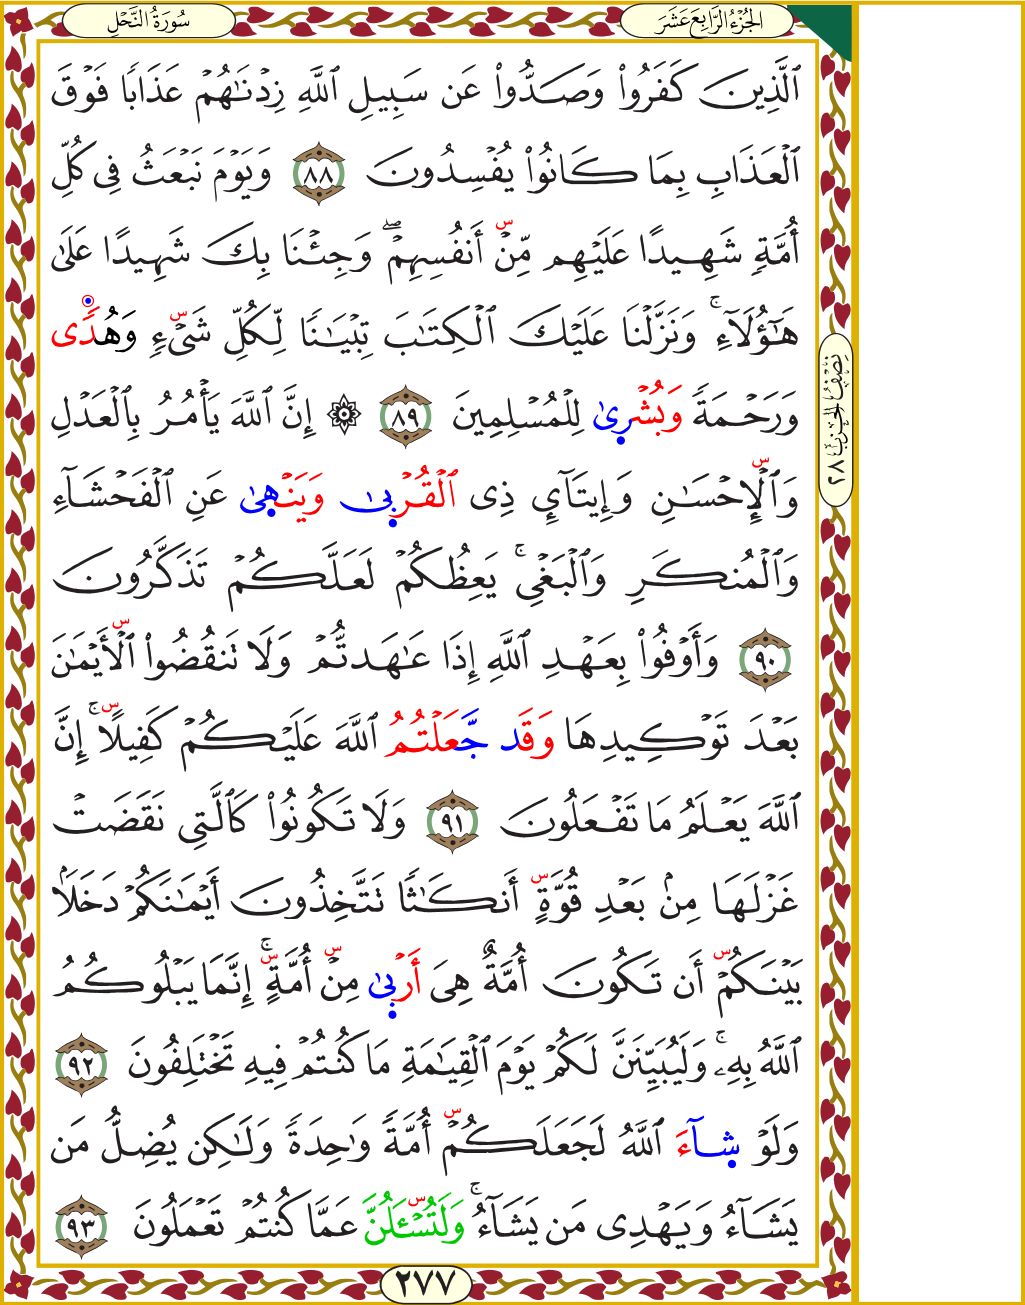 سُورَةُ النَّحْلِ
الجُزْءُ الرَّابِعَ عَشَرَ
ٱلَّذِينَ كَفَرُوا۟ وَصَدُّوا۟ عَن سَبِيلِ ٱللَّهِ زِدْنَـٰهُمْ عَذَابًا فَوْقَ
ٱلْعَذَابِ بِمَا كَانُوا۟ يُفْسِدُونَ ٨٨ وَيَوْمَ نَبْعَثُ فِى كُلِّ
أُمَّةٍ شَهِيدًا عَلَيْهِم مِّنْ أَنفُسِهِمْ ۖ وَجِئْنَا بِكَ شَهِيدًا عَلَىٰ
هَـٰٓؤُلَآءِ ۚ وَنَزَّلْنَا عَلَيْكَ ٱلْكِتَـٰبَ تِبْيَـٰنًا لِّكُلِّ شَىْءٍ وَهُدًى
وَرَحْمَةً وَبُشْرِىٰ لِلْمُسْلِمِينَ ٨٩ ۞ إِنَّ ٱللَّهَ يَأْمُرُ بِٱلْعَدْلِ
وَٱلْإِحْسَـٰنِ وَإِيتَآئِ ذِى ٱلْقُرْبِىٰ وَيَنْهِىٰ عَنِ ٱلْفَحْشَآءِ
وَٱلْمُنكَرِ وَٱلْبَغْىِ ۚ يَعِظُكُمْ لَعَلَّكُمْ تَذَكَّرُونَ
٩٠ وَأَوْفُوا۟ بِعَهْدِ ٱللَّهِ إِذَا عَـٰهَدتُّمْ وَلَا تَنقُضُوا۟ ٱلْأَيْمَـٰنَ
بَعْدَ تَوْكِيدِهَا وَقَد جَّعَلْتُمُ ٱللَّهَ عَلَيْكُمْ كَفِيلًا ۚ إِنَّ
ٱللَّهَ يَعْلَمُ مَا تَفْعَلُونَ ٩١ وَلَا تَكُونُوا۟ كَٱلَّتِى نَقَضَتْ
غَزْلَهَا مِنۢ بَعْدِ قُوَّةٍ أَنكَـٰثًا تَتَّخِذُونَ أَيْمَـٰنَكُمْ دَخَلًۢا
بَيْنَكُمْ أَن تَكُونَ أُمَّةٌ هِىَ أَرْبِىٰ مِنْ أُمَّةٍ ۚ إِنَّمَا يَبْلُوكُمُ
ٱللَّهُ بِهِۦ ۚ وَلَيُبَيِّنَنَّ لَكُمْ يَوْمَ ٱلْقِيَـٰمَةِ مَا كُنتُمْ فِيهِ تَخْتَلِفُونَ ٩٢
وَلَوْ شِآءَ ٱللَّهُ لَجَعَلَكُمْ أُمَّةً وَٰحِدَةً وَلَـٰكِن يُضِلُّ مَن
يَشَآءُ وَيَهْدِى مَن يَشَآءُ ۚ وَلَتُسْـَٔلُنَّ عَمَّا كُنتُمْ تَعْمَلُونَ ٩٣
نِصْفُ الحِزْبِ ٢٨
٢٧٧